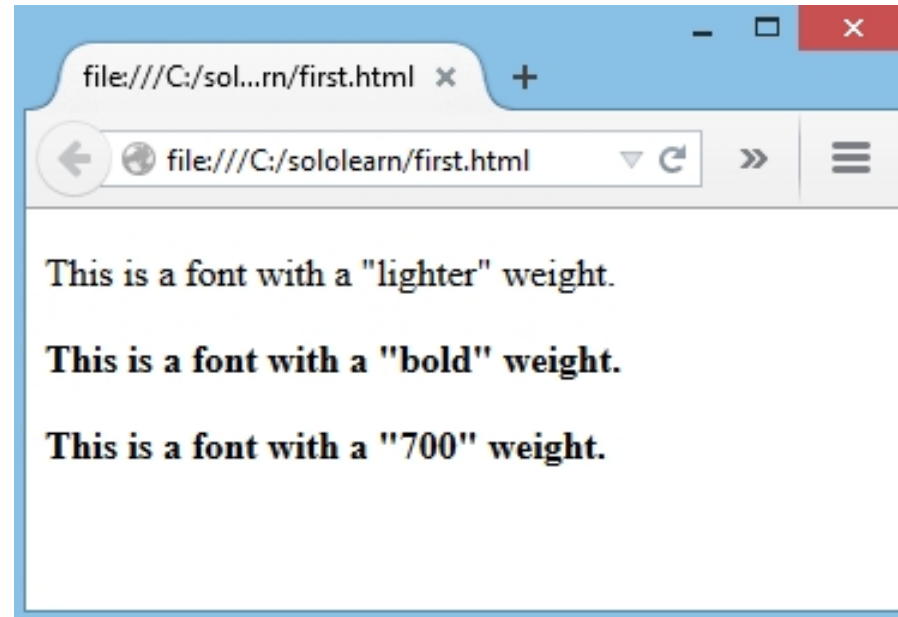 file:///C:/sol...rn/first.html
file:///C:/sololearn/first.html
This is a font with a "lighter" weight.
This is a font with a "bold" weight.
This is a font with a "700" weight.